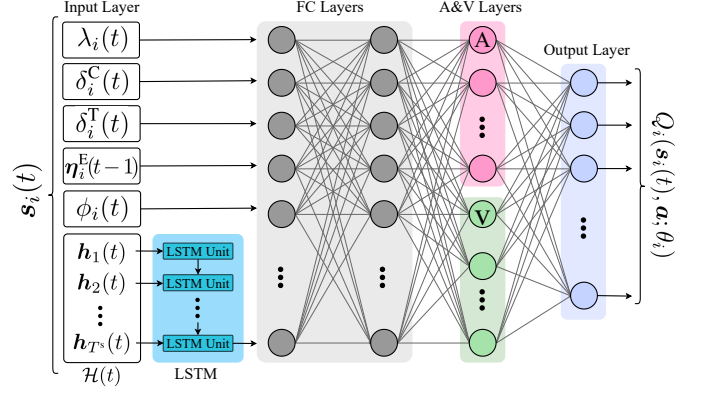 Input Layer
FC Layers
A&V Layers
Output Layer
λ_i(t)
δ_i^C(t)
δ_i^T(t)
η_i^E(t−1)
ϕ_i(t)
h_1(t)
h_2(t)
h_{T^s}(t)
ℋ(t)
s_i(t)
LSTM Unit
LSTM Unit
LSTM Unit
LSTM
A
V
Q_i(s_i(t), a; θ_i)